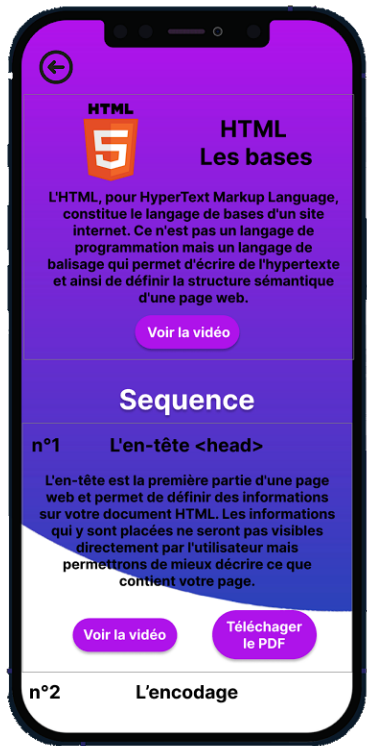 HTML
5
HTML
Les bases
L'HTML, pour HyperText Markup Language,
constitue le langage de bases d'un site
internet. Ce n'est pas un langage de
programmation mais un langage de
balisage qui permet d'écrire de l'hypertexte
et ainsi de définir la structure sémantique
d'une page web.
Voir la vidéo
Sequence
n°1 L'en-tête <head>
L'en-tête est la première partie d'une page
web et permet de définir des informations
sur votre document HTML. Les informations
qui y sont placées ne seront pas visibles
directement par l'utilisateur mais
permettrons de mieux décrire ce que
contient votre page.
Voir la vidéo
Téléchager
le PDF
n°2 L'encodage